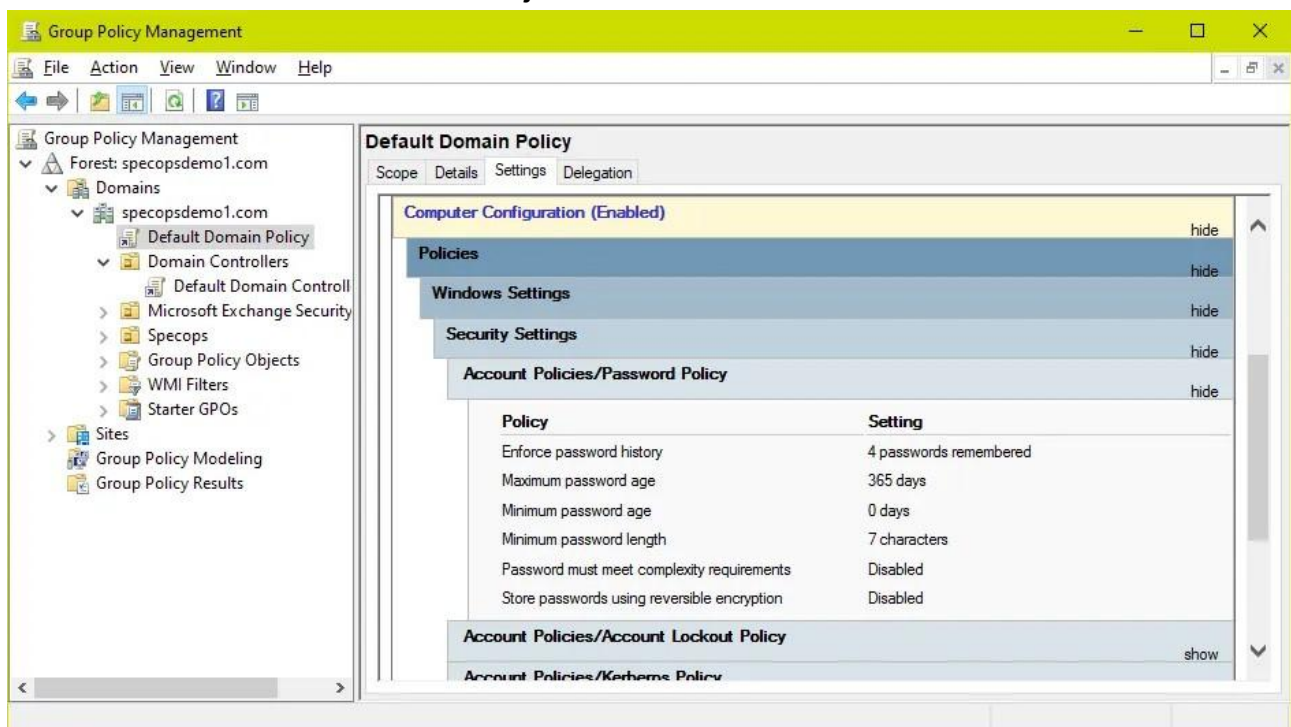 Group Policy Management
File Action View Window Help
Group Policy Management
Forest: specopsdemo1.com
Domains
specopsdemo1.com
Default Domain Policy
Domain Controllers
Default Domain Controll
Microsoft Exchange Security
Specops
Group Policy Objects
WMI Filters
Starter GPOs
Sites
Group Policy Modeling
Group Policy Results
Default Domain Policy
Scope Details Settings Delegation
Computer Configuration (Enabled)
hide
Policies
hide
Windows Settings
hide
Security Settings
hide
Account Policies/Password Policy
hide
Policy Setting
Enforce password history 4 passwords remembered
Maximum password age 365 days
Minimum password age 0 days
Minimum password length 7 characters
Password must meet complexity requirements Disabled
Store passwords using reversible encryption Disabled
Account Policies/Account Lockout Policy
show
Account Policies/Kerberos Policy